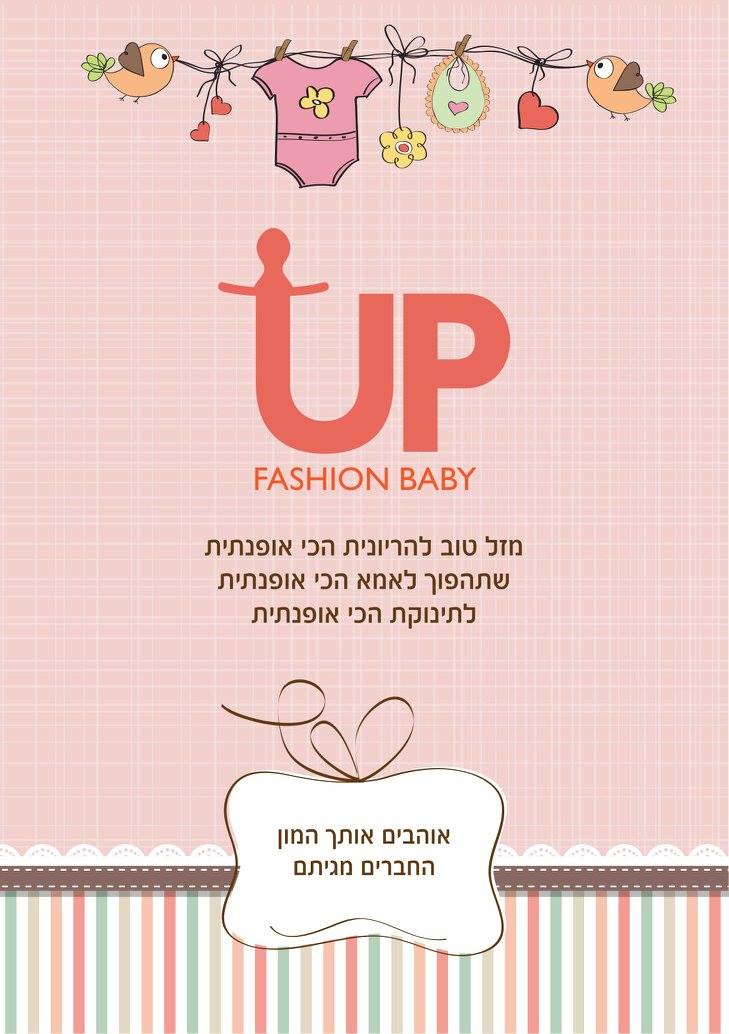 UP
FASHION BABY
מזל טוב להריונית הכי אופנתית
שתהפוך לאמא הכי אופנתית
לתינוקת הכי אופנתית
אוהבים אותך המון
החברים מגיתם